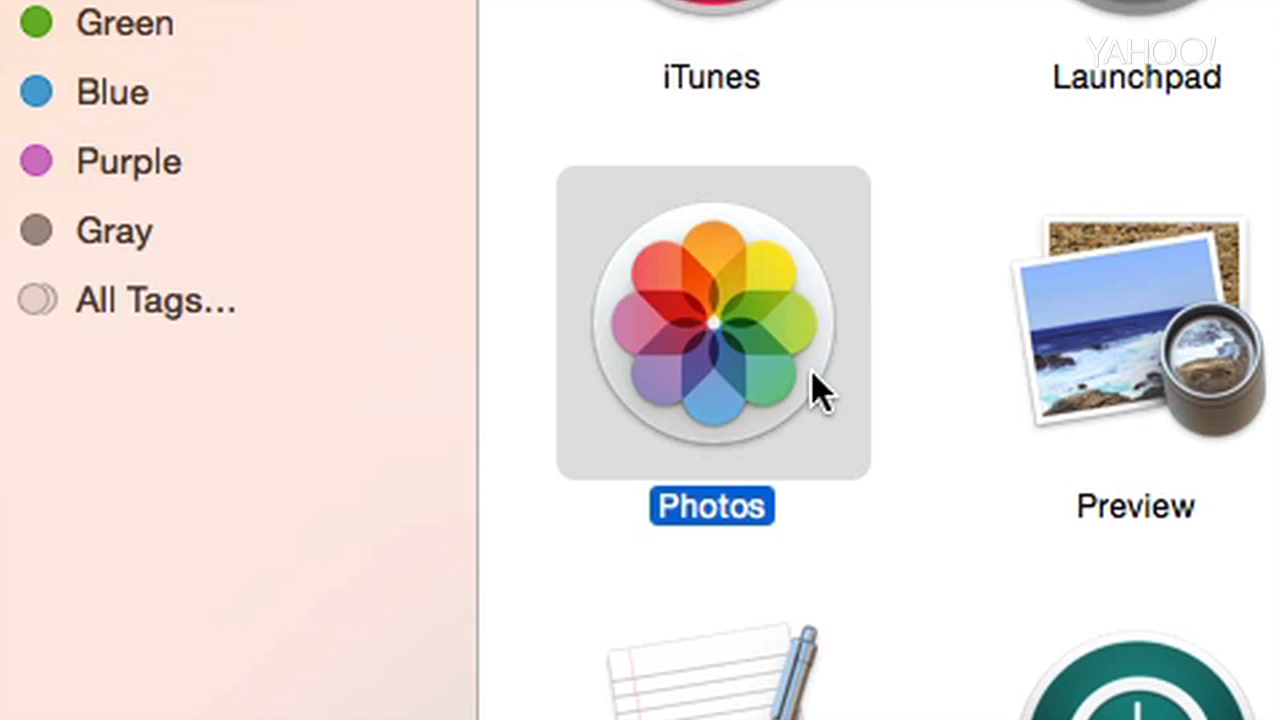 Green
Blue
Purple
Gray
All Tags...
YAHOO!
iTunes
Launchpad
Photos
Preview